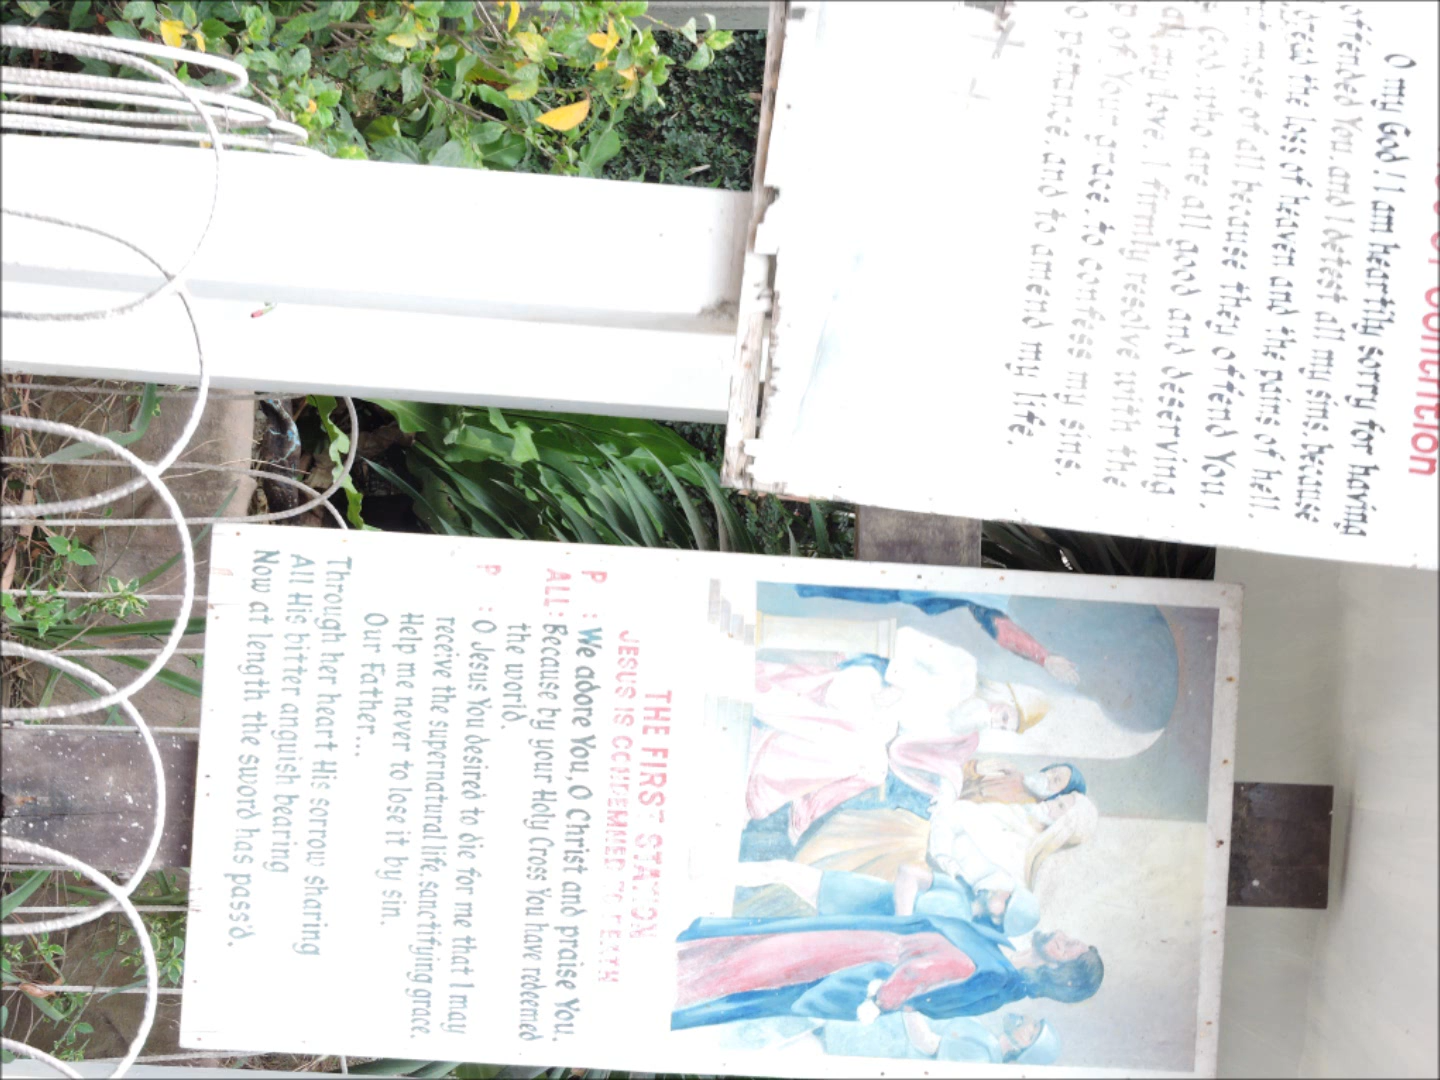 Contrition
O my God! I am heartily sorry for having
offended You, and I detest all my sins, because
the loss of heaven and the pains of hell.
most of all because they offend You,
God who are all good and deserving
my love. I firmly resolve with the
of Your grace, to confess my sins,
penance, and to amend my life.
THE FIRST STATION
JESUS IS CONDEMNED TO DEATH
P : We adore You, O Christ and praise You.
ALL: Because by your Holy Cross You have redeemed
the world.
P : O Jesus You desired to die for me that I may
receive the supernatural life, sanctifying grace.
Help me never to lose it by sin.
Our Father...
Through her heart His sorrow sharing
All His bitter anguish bearing
Now at length the sword has pass'd.